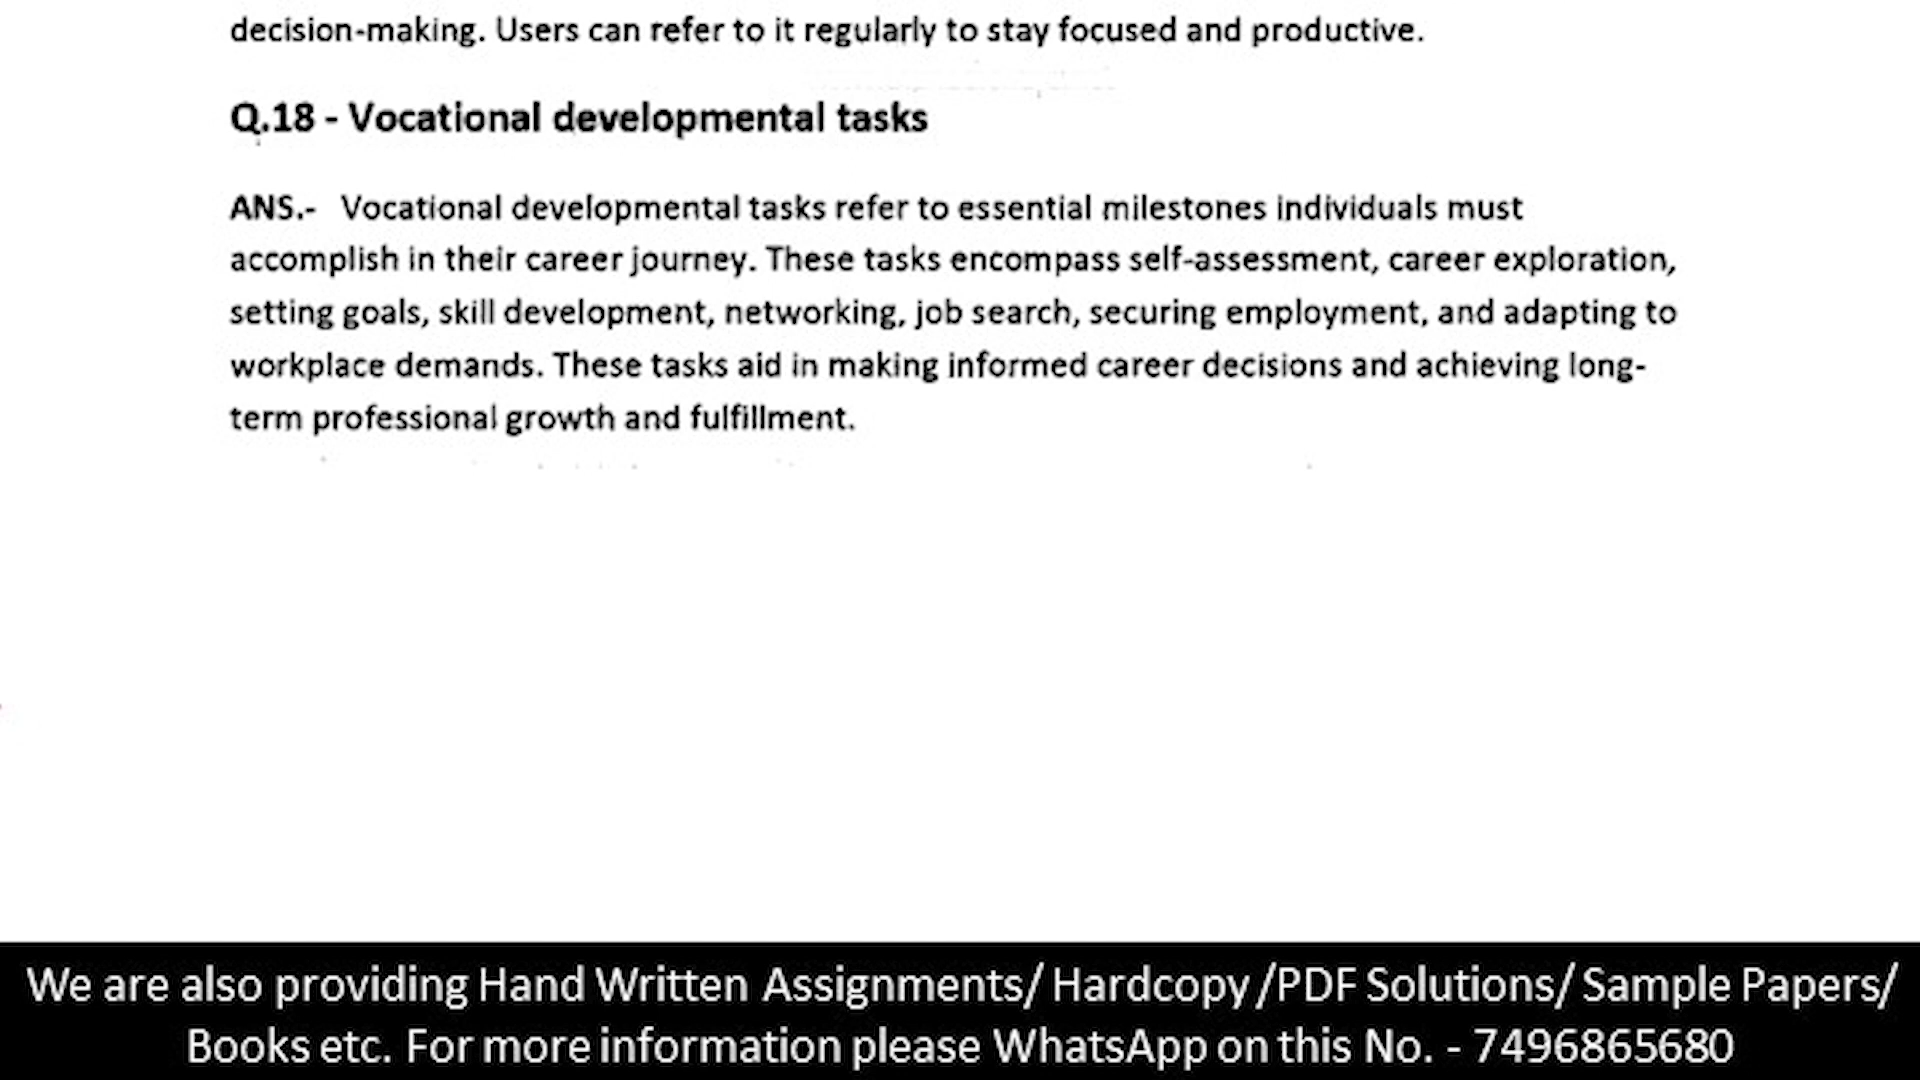 decision-making. Users can refer to it regularly to stay focused and productive.
Q.18 - Vocational developmental tasks
ANS.- Vocational developmental tasks refer to essential milestones individuals must
accomplish in their career journey. These tasks encompass self-assessment, career exploration,
setting goals, skill development, networking, job search, securing employment, and adapting to
workplace demands. These tasks aid in making informed career decisions and achieving long-
term professional growth and fulfillment.
We are also providing Hand Written Assignments/ Hardcopy /PDF Solutions/ Sample Papers/
Books etc. For more information please WhatsApp on this No. - 7496865680